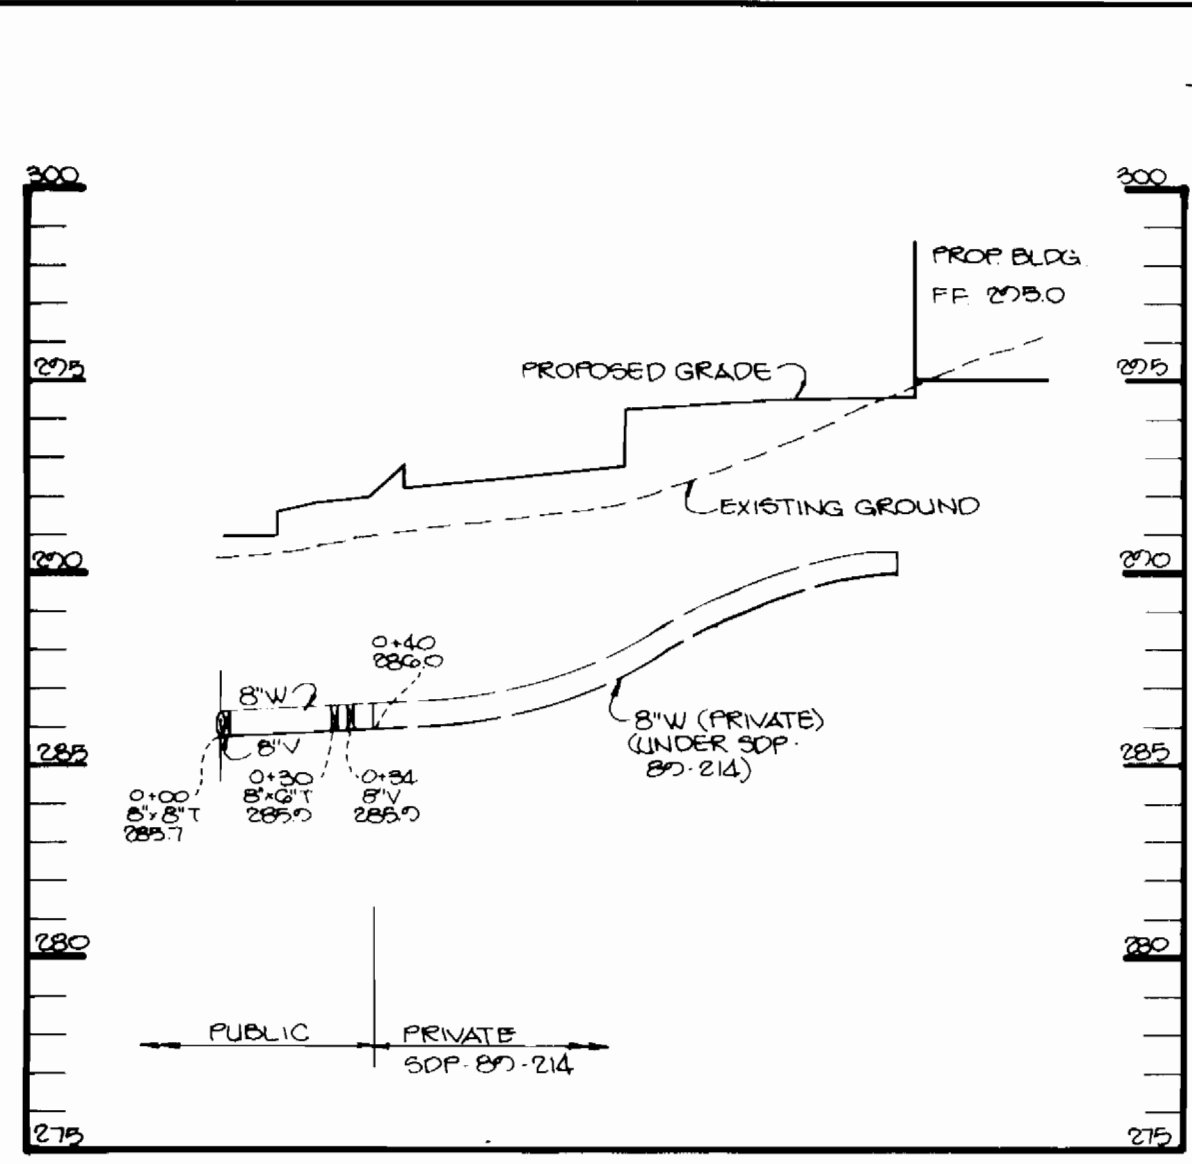 300
300
PROP. BLDG.
FF. 295.0
295
PROPOSED GRADE
295
EXISTING GROUND
290
290
0+40
286.0
8"W
8"W (PRIVATE)
(UNDER SDP-
89-214)
8"V
285
285
0+00
8"x8"T
285.7
0+30
8"x6"T
285.9
0+34
8"V
285.9
280
280
PUBLIC
PRIVATE
SDP-89-214
275
275